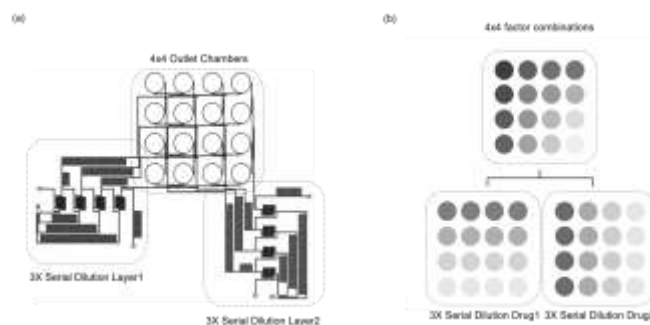 (a)
4x4 Outlet Chambers
3X Serial Dilution Layer1
3X Serial Dilution Layer2
(b)
4x4 factor combinations
3X Serial Dilution Drug1
3X Serial Dilution Drug